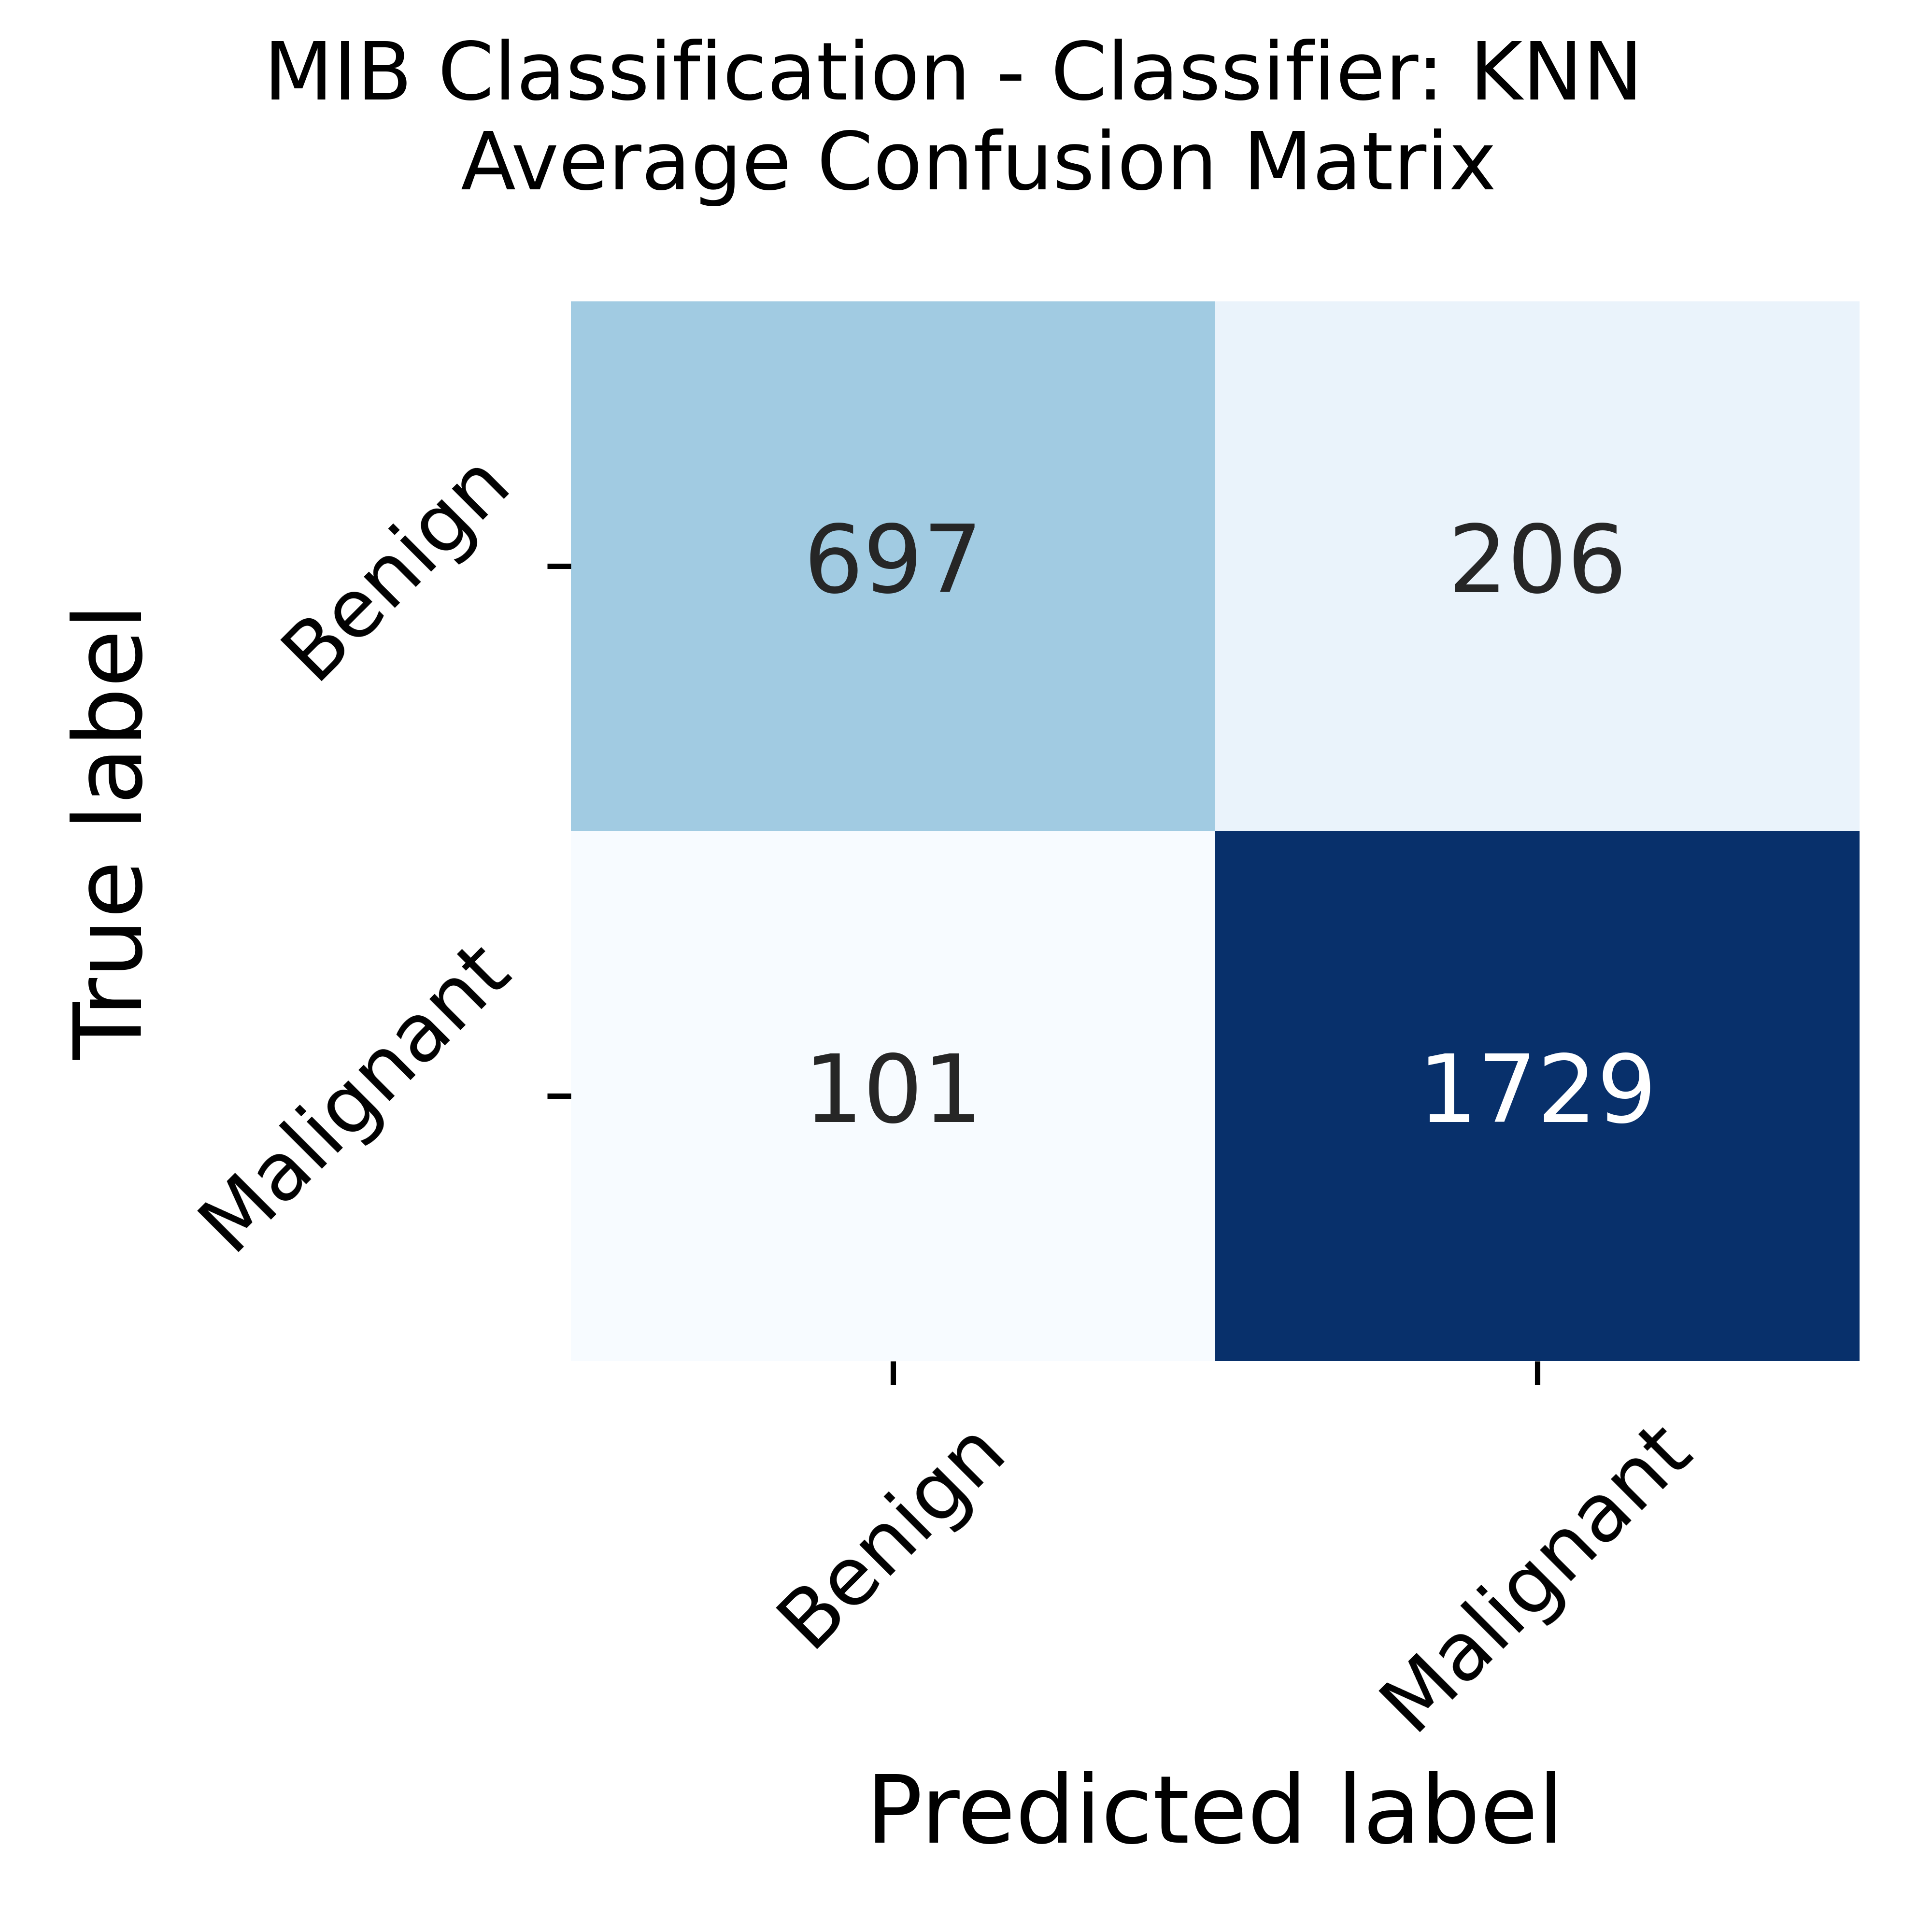 MIB Classification - Classifier: KNN
Average Confusion Matrix
True label
Benign
697
206
Malignant
101
1729
Benign
Malignant
Predicted label